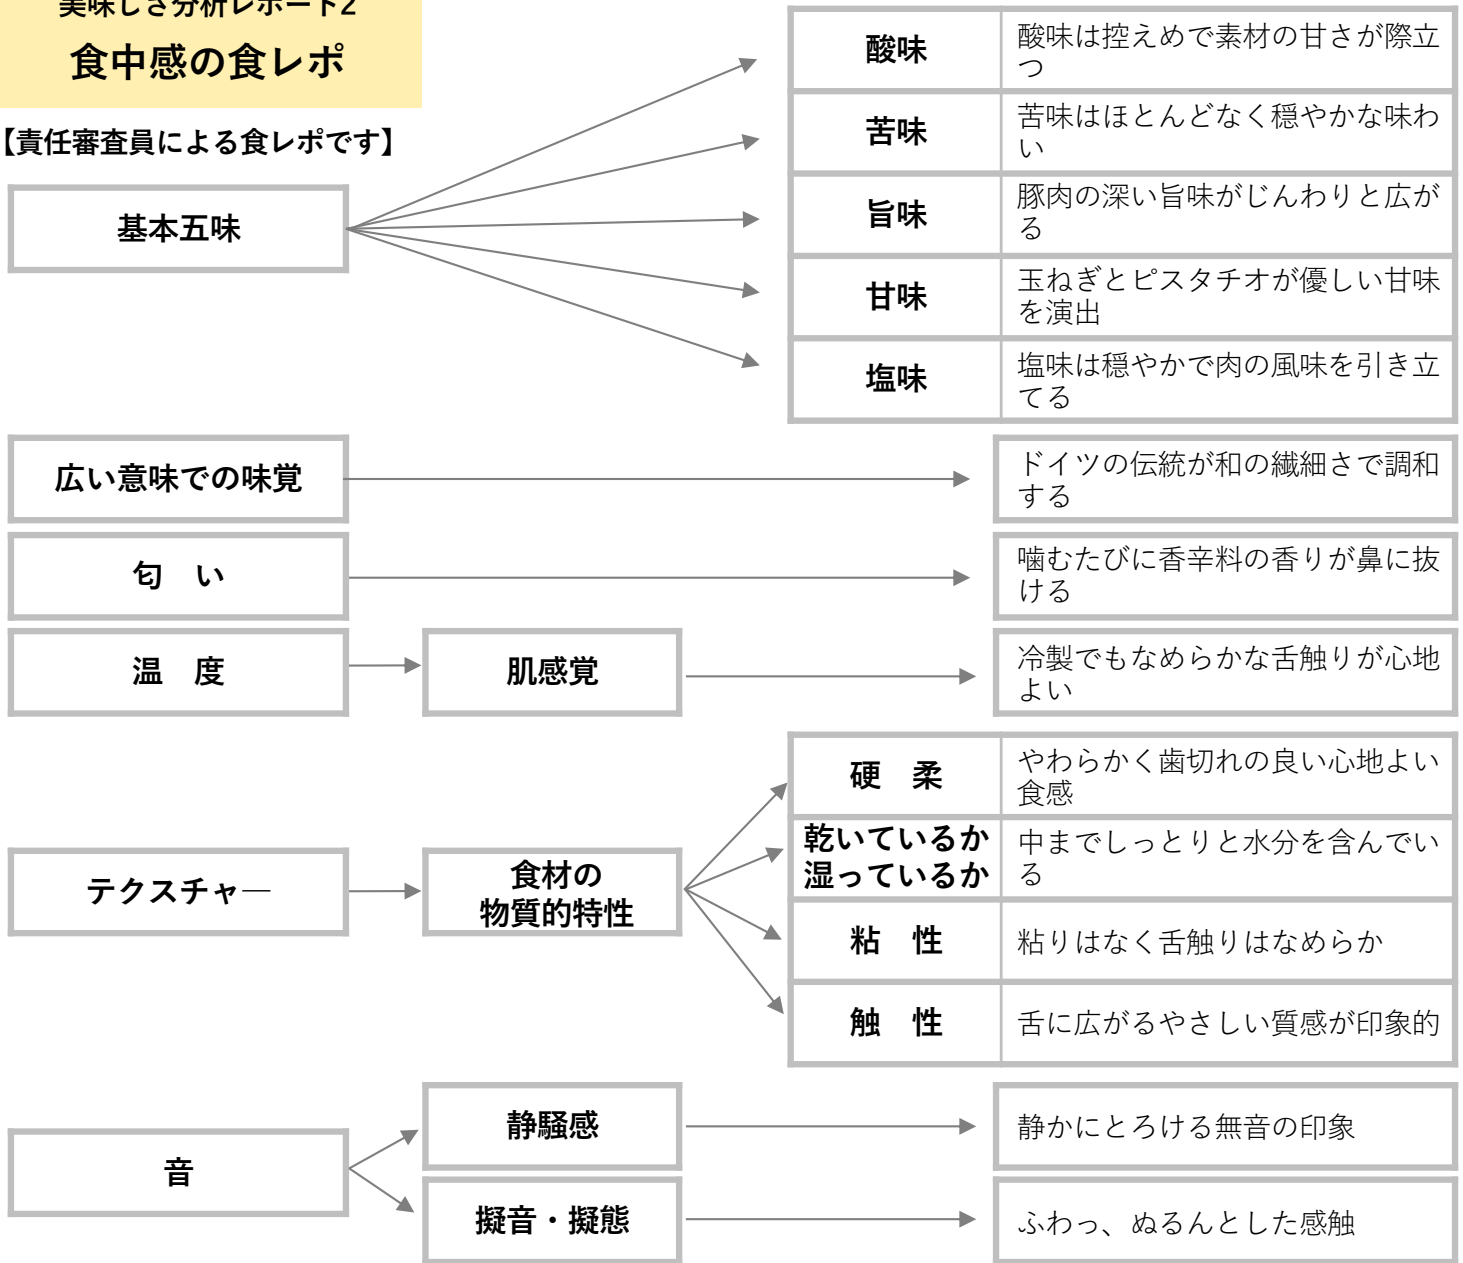 美味しさ分析レポート2
食中感の食レポ
【責任審査員による食レポです】
基本五味
酸味
酸味は控えめで素材の甘さが際立
つ
苦味
苦味はほとんどなく穏やかな味わ
い
旨味
豚肉の深い旨味がじんわりと広が
る
甘味
玉ねぎとピスタチオが優しい甘味
を演出
塩味
塩味は穏やかで肉の風味を引き立
てる
広い意味での味覚
ドイツの伝統が和の繊細さで調和
する
匂　い
噛むたびに香辛料の香りが鼻に抜
ける
温　度
肌感覚
冷製でもなめらかな舌触りが心地
よい
テクスチャ―
食材の
物質的特性
硬　柔
やわらかく歯切れの良い心地よい
食感
乾いているか
湿っているか
中までしっとりと水分を含んでい
る
粘　性
粘りはなく舌触りはなめらか
触　性
舌に広がるやさしい質感が印象的
音
静騒感
静かにとろける無音の印象
擬音・擬態
ふわっ、ぬるんとした感触